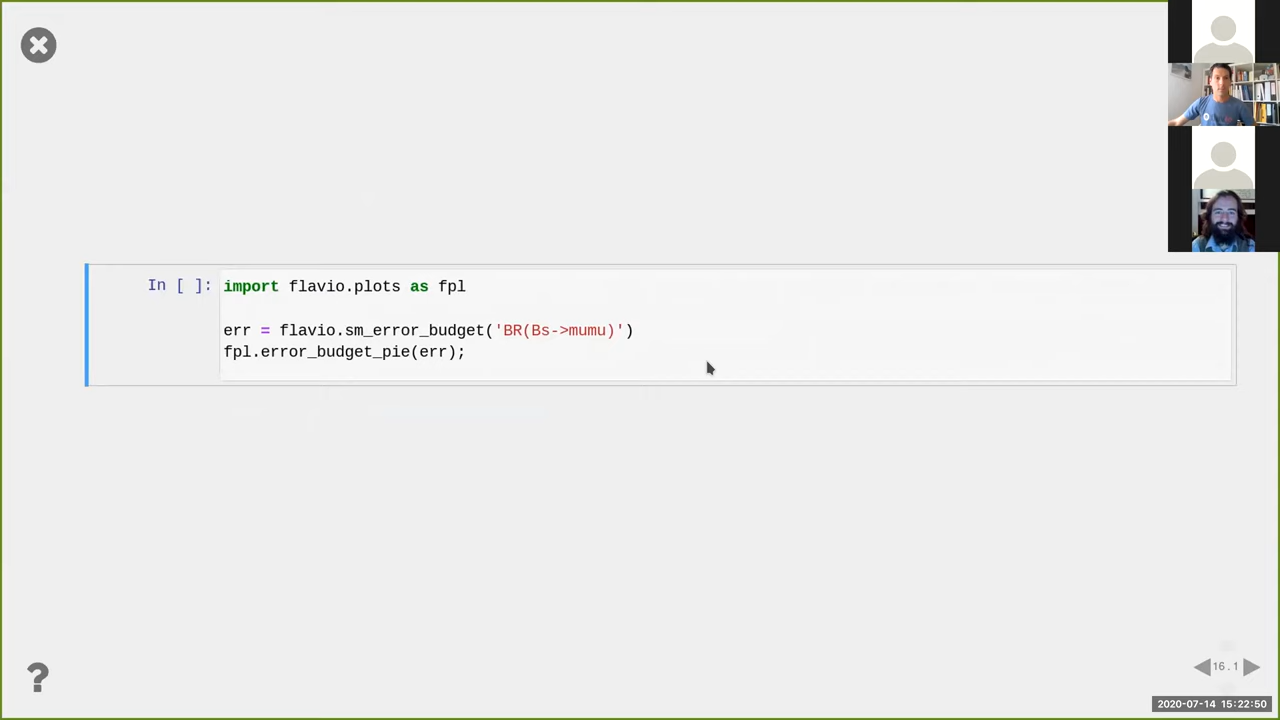 In [ ]: import flavio.plots as fpl
err = flavio.sm_error_budget('BR(Bs->mumu)')
fpl.error_budget_pie(err);
?
16.1
2020-07-14 15:22:50